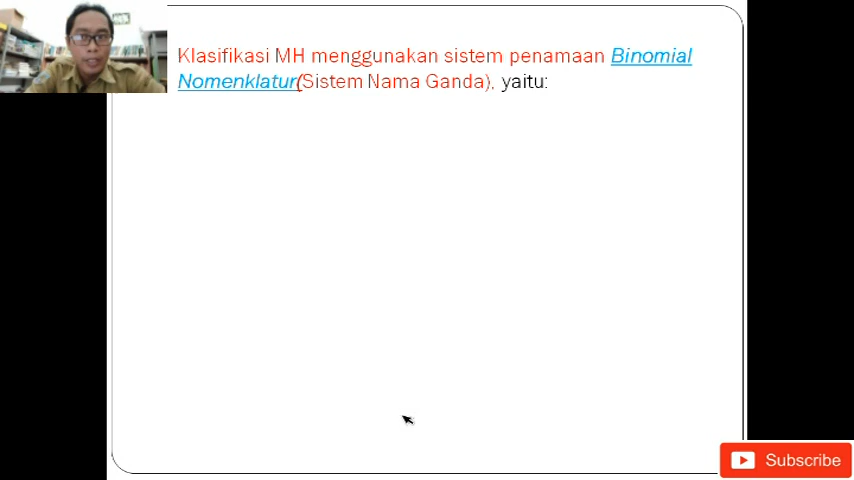 Klasifikasi MH menggunakan sistem penamaan Binomial
Nomenklatur(Sistem Nama Ganda), yaitu:
Subscribe